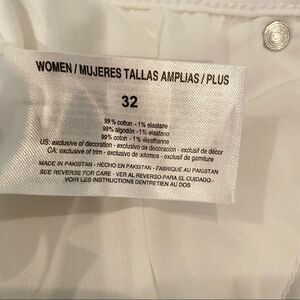 WOMEN / MUJERES TALLAS AMPLIAS / PLUS
32
99% cotton - 1% elastane
99% algodón - 1% elastano
99% coton - 1% élasthanne
US: exclusive of decoration - exclusivo de decoracion - exclusif de décor
CA: exclusive of trim - exclusivo de adornos - exclusif de garniture
MADE IN PAKISTAN - HECHO EN PAKISTAN - FABRIQUÉ AU PAKISTAN
SEE REVERSE FOR CARE - VER AL REVERSO PARA EL CUIDADO -
VOIR LES INSTRUCTIONS DENTRETIEN AU DOS